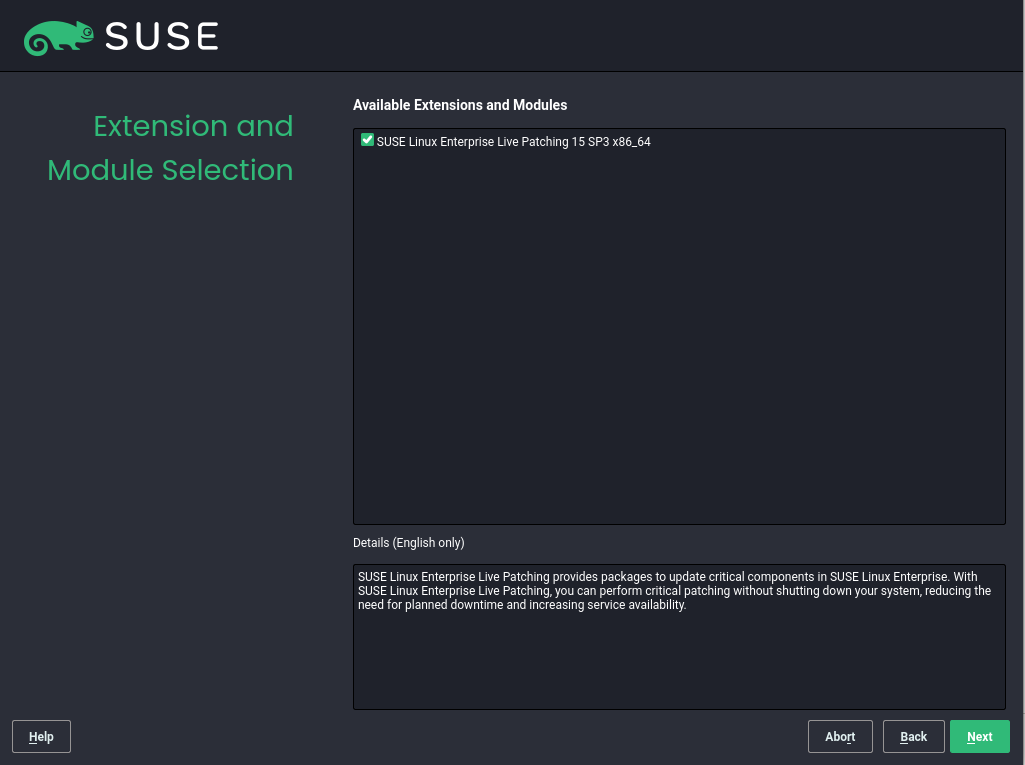 SUSE
Extension and
Module Selection
Available Extensions and Modules
SUSE Linux Enterprise Live Patching 15 SP3 x86_64
Details (English only)
SUSE Linux Enterprise Live Patching provides packages to update critical components in SUSE Linux Enterprise. With
SUSE Linux Enterprise Live Patching, you can perform critical patching without shutting down your system, reducing the
need for planned downtime and increasing service availability.
Help
Abort
Back
Next